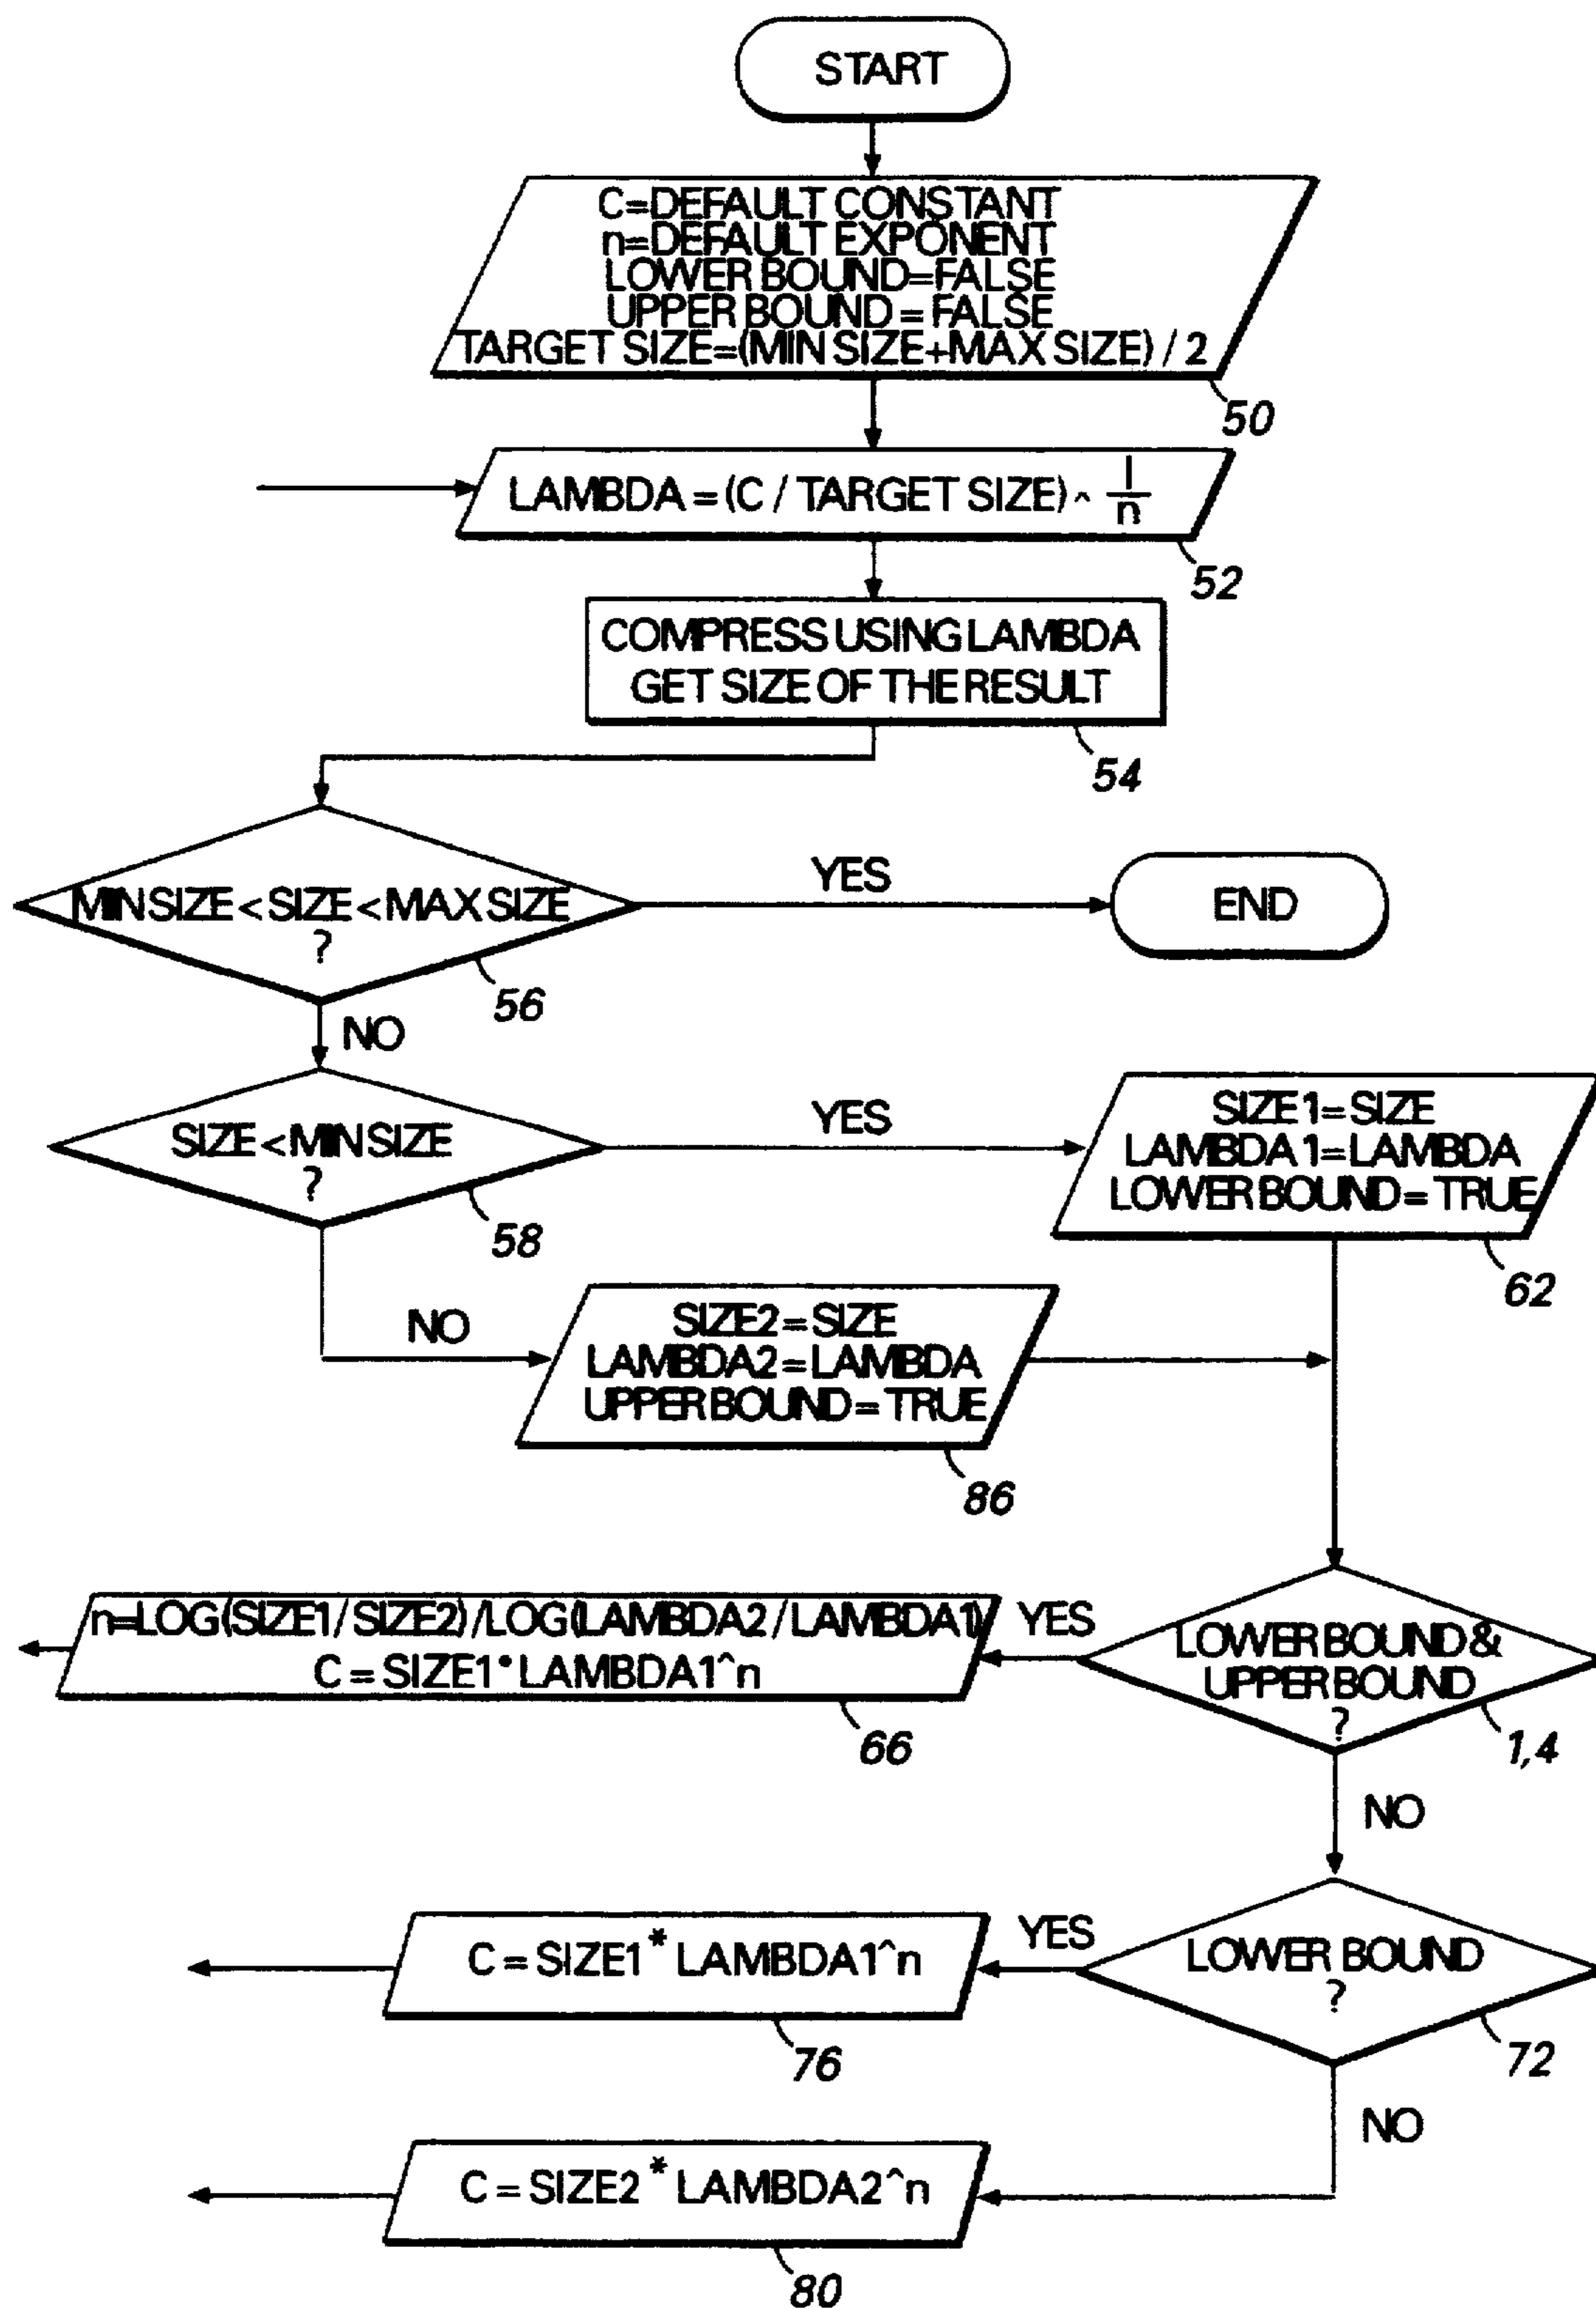 START
C=DEFAULT CONSTANT
n=DEFAULT EXPONENT
LOWER BOUND=FALSE
UPPER BOUND = FALSE
TARGET SIZE=(MIN SIZE+MAX SIZE) / 2
50
LAMBDA = (C / TARGET SIZE) ^ 1/n
52
COMPRESS USING LAMBDA
GET SIZE OF THE RESULT
54
MIN SIZE < SIZE < MAX SIZE
?
56
YES
END
NO
SIZE < MIN SIZE
?
58
YES
SIZE1=SIZE
LAMBDA1=LAMBDA
LOWER BOUND = TRUE
62
NO
SIZE2=SIZE
LAMBDA2=LAMBDA
UPPER BOUND = TRUE
86
LOWER BOUND &
UPPER BOUND
?
1,4
YES
n=LOG(SIZE1/SIZE2)/LOG(LAMBDA2/LAMBDA1)
C = SIZE1•LAMBDA1^n
66
NO
LOWER BOUND
?
72
YES
C = SIZE1 * LAMBDA1^n
76
NO
C = SIZE2 * LAMBDA2^n
80